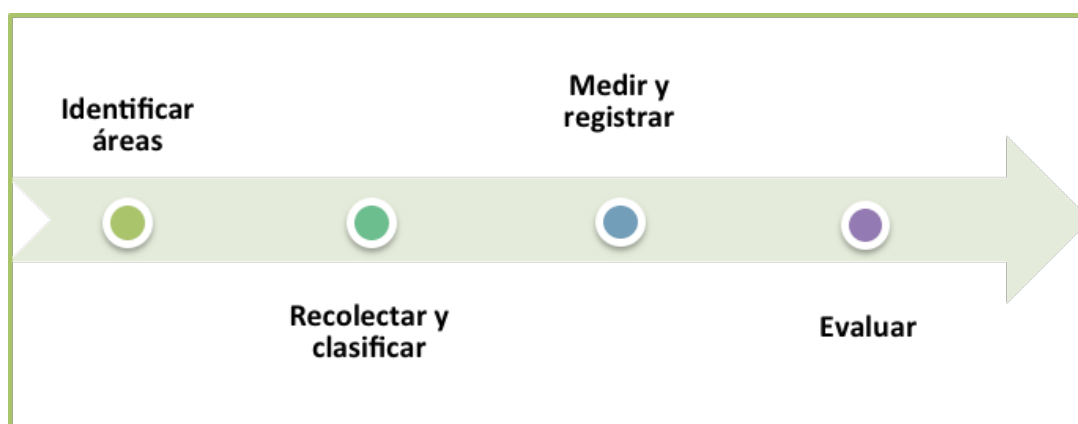 Identificar
áreas
Recolectar y
clasificar
Medir y
registrar
Evaluar